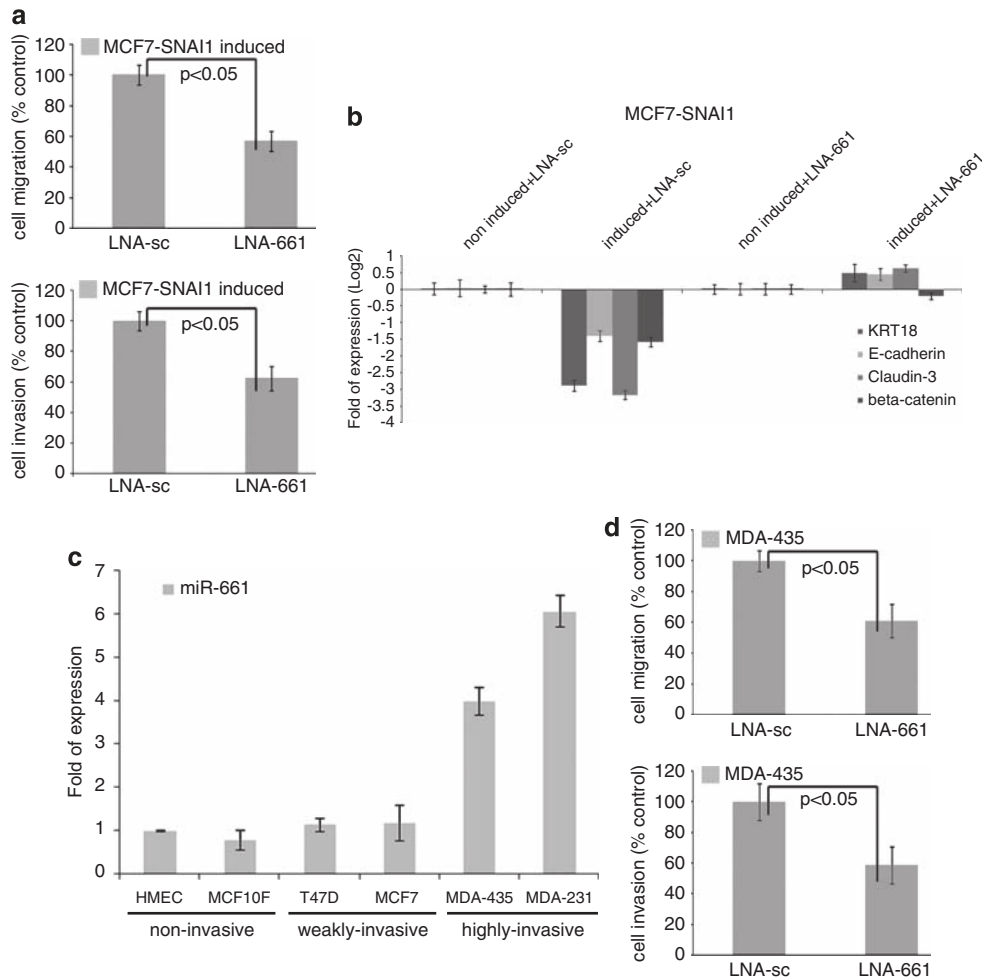 a
MCF7-SNAI1 induced
p<0.05
cell migration (% control)
120
100
80
60
40
20
0
LNA-sc
LNA-661
MCF7-SNAI1 induced
p<0.05
cell invasion (% control)
120
100
80
60
40
20
0
LNA-sc
LNA-661
b
MCF7-SNAI1
non induced+LNA-sc
induced+LNA-sc
non induced+LNA-661
induced+LNA-661
Fold of expression (Log2)
1
0.5
0
-0.5
-1
-1.5
-2
-2.5
-3
-3.5
-4
KRT18
E-cadherin
Claudin-3
beta-catenin
c
miR-661
Fold of expression
7
6
4
2
1
0
HMEC
MCF10F
T47D
MCF7
MDA-435
MDA-231
non-invasive
weakly-invasive
highly-invasive
d
MDA-435
p<0.05
cell migration (% control)
120
100
80
60
40
20
0
LNA-sc
LNA-661
MDA-435
p<0.05
cell invasion (% control)
120
100
80
60
40
20
0
LNA-sc
LNA-661